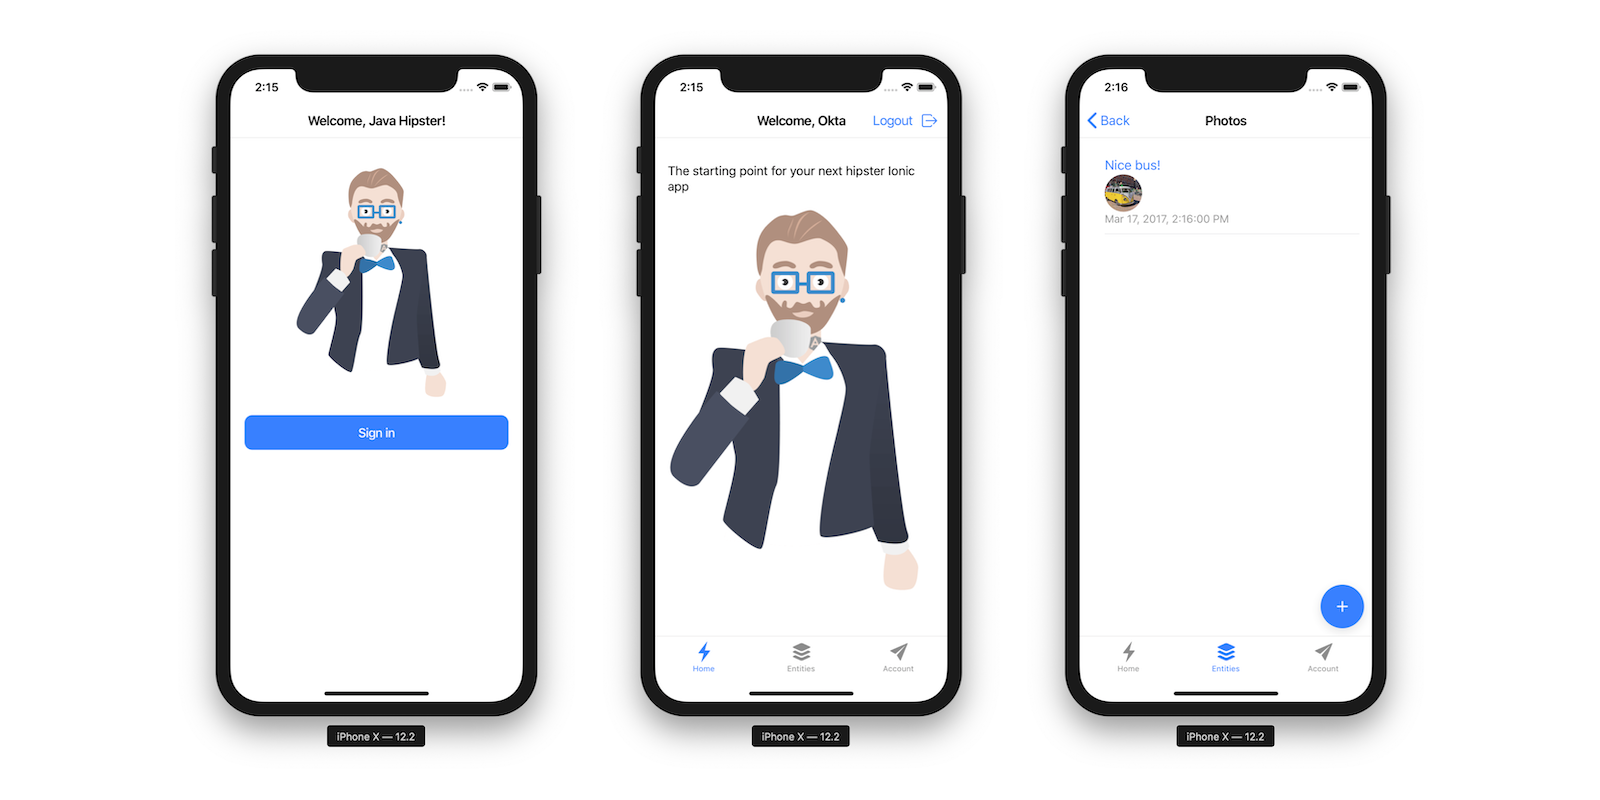 2:15
Welcome, Java Hipster!
Sign in
iPhone X — 12.2
2:15
Welcome, Okta
Logout
The starting point for your next hipster Ionic
app
A
Home
Entities
Account
iPhone X — 12.2
2:16
Back
Photos
Nice bus!
Mar 17, 2017, 2:16:00 PM
+
Home
Entities
Account
iPhone X — 12.2